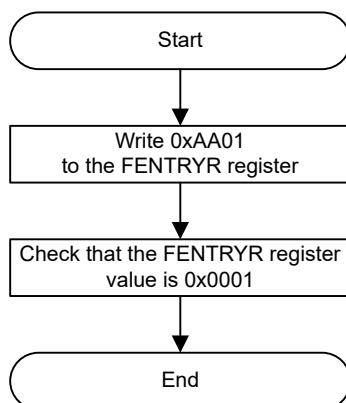 Start
Write 0xAA01
to the FENTRYR register
Check that the FENTRYR register
value is 0x0001
End